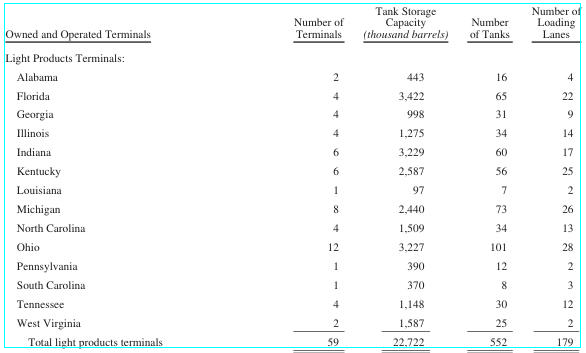 Owned and Operated Terminals Number of Terminals Tank Storage Capacity (thousand barrels) Number of Tanks Number of Loading Lanes
Light Products Terminals:
Alabama 2 443 16 4
Florida 4 3,422 65 22
Georgia 4 998 31 9
Illinois 4 1,275 34 14
Indiana 6 3,229 60 17
Kentucky 6 2,587 56 25
Louisiana 1 97 7 2
Michigan 8 2,440 73 26
North Carolina 4 1,509 34 13
Ohio 12 3,227 101 28
Pennsylvania 1 390 12 2
South Carolina 1 370 8 3
Tennessee 4 1,148 30 12
West Virginia 2 1,587 25 2
Total light products terminals 59 22,722 552 179